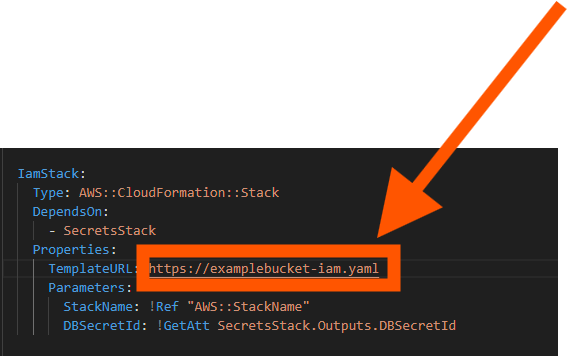 IamStack:
Type: AWS::CloudFormation::Stack
DependsOn:
- SecretsStack
Properties:
TemplateURL: https://examplebucket-iam.yaml
Parameters:
StackName: !Ref "AWS::StackName"
DBSecretId: !GetAtt SecretsStack.Outputs.DBSecretId